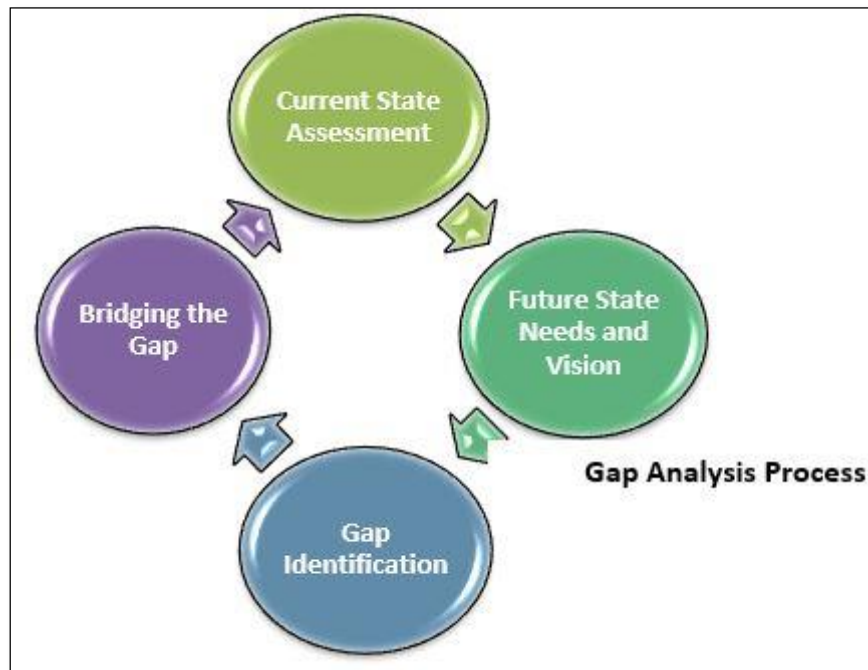 Current State
Assessment
Future State
Needs and
Vision
Gap Analysis Process
Gap
Identification
Bridging the
Gap